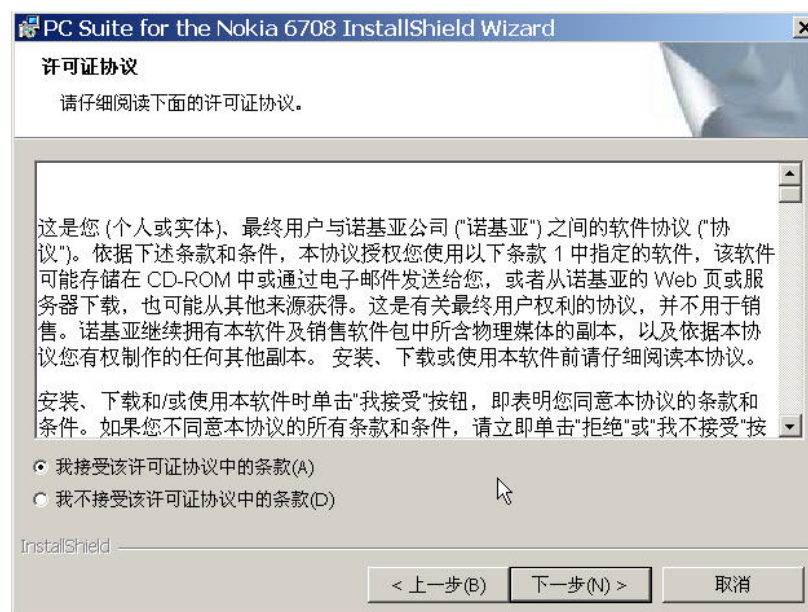 PC Suite for the Nokia 6708 InstallShield Wizard
许可证协议
请仔细阅读下面的许可证协议。
这是您 (个人或实体)、最终用户与诺基亚公司 ("诺基亚") 之间的软件协议 ("协
议")。依据下述条款和条件，本协议授权您使用以下条款 1 中指定的软件，该软件
可能存储在 CD-ROM 中或通过电子邮件发送给您，或者从诺基亚的 Web 页或服
务器下载，也可能从其他来源获得。这是有关最终用户权利的协议，并不用于销
售。诺基亚继续拥有本软件及销售软件包中所含物理媒体的副本，以及依据本协
议您有权制作的任何其他副本。 安装、下载或使用本软件前请仔细阅读本协议。
安装、下载和/或使用本软件时单击"我接受"按钮，即表明您同意本协议的条款和
条件。如果您不同意本协议的所有条款和条件，请立即单击"拒绝"或"我不接受"按
我接受该许可证协议中的条款(A)
我不接受该许可证协议中的条款(D)
InstallShield
< 上一步(B)
下一步(N) >
取消